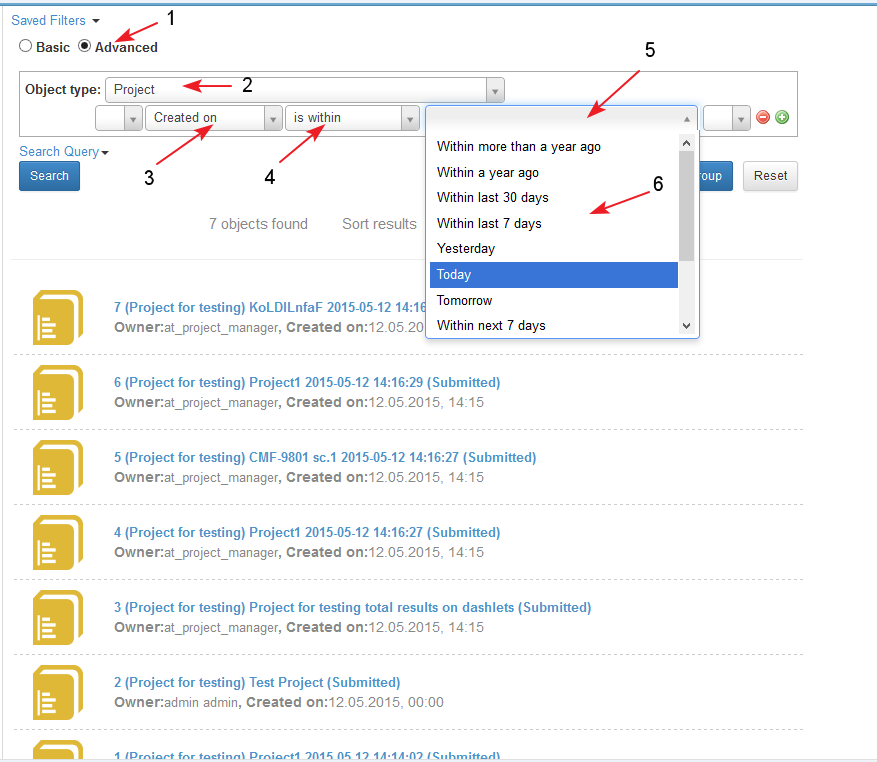 Saved Filters
1
Basic Advanced
5
Object type: Project 2
Created on is within
Search Query
3 4
Within more than a year ago
Within a year ago
Within last 30 days
Within last 7 days
Yesterday
Today
Tomorrow
Within next 7 days
6
Search oup Reset
7 objects found Sort results
7 (Project for testing) KoLDILnfaF 2015-05-12 14:16
Owner:at_project_manager, Created on:12.05.20
6 (Project for testing) Project1 2015-05-12 14:16:29 (Submitted)
Owner:at_project_manager, Created on:12.05.2015, 14:15
5 (Project for testing) CMF-9801 sc.1 2015-05-12 14:16:27 (Submitted)
Owner:at_project_manager, Created on:12.05.2015, 14:15
4 (Project for testing) Project1 2015-05-12 14:16:27 (Submitted)
Owner:at_project_manager, Created on:12.05.2015, 14:15
3 (Project for testing) Project for testing total results on dashlets (Submitted)
Owner:at_project_manager, Created on:12.05.2015, 14:15
2 (Project for testing) Test Project (Submitted)
Owner:admin admin, Created on:12.05.2015, 00:00
1 (Project for testing) Project1 2015-05-12 14:14:02 (Submitted)